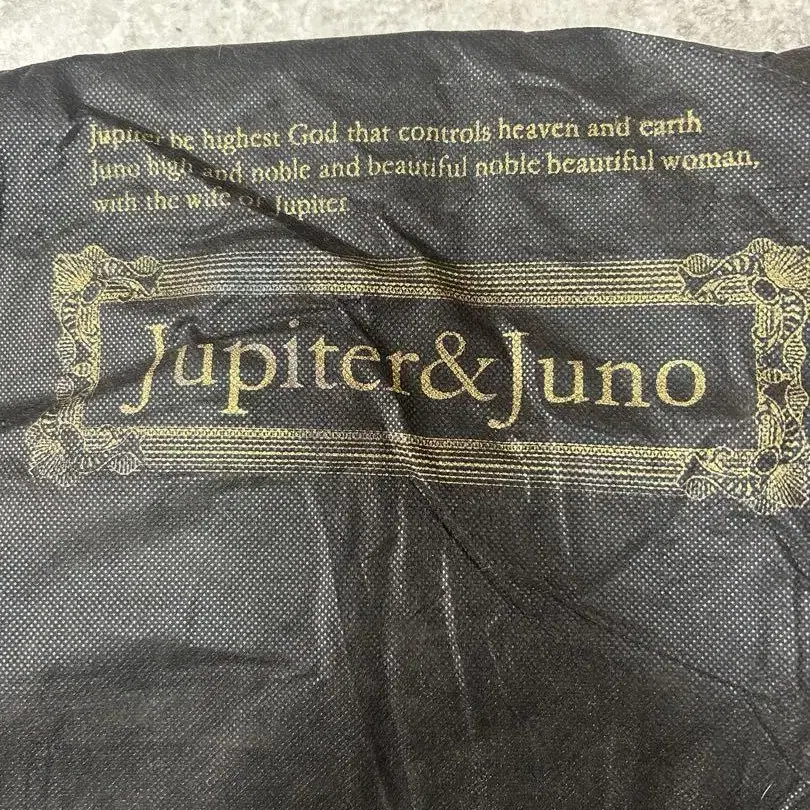 Jupiter be highest God that controls heaven and earth
Juno high and noble and beautiful noble beautiful woman,
with the wife of Jupiter
Jupiter&Juno